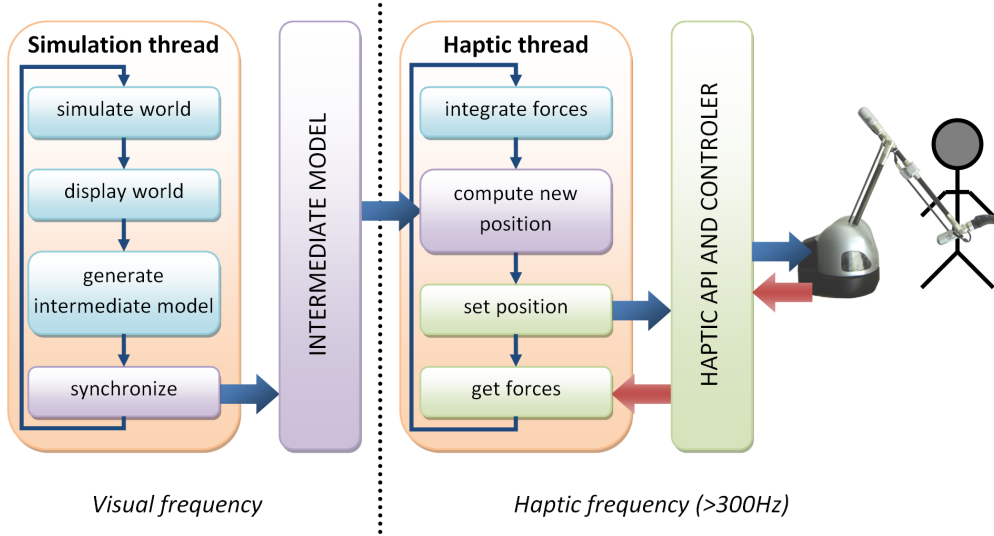 Simulation thread
simulate world
display world
generate
intermediate model
synchronize
INTERMEDIATE MODEL
Haptic thread
integrate forces
compute new
position
set position
get forces
HAPTIC API AND CONTROLER
Visual frequency
Haptic frequency (>300Hz)